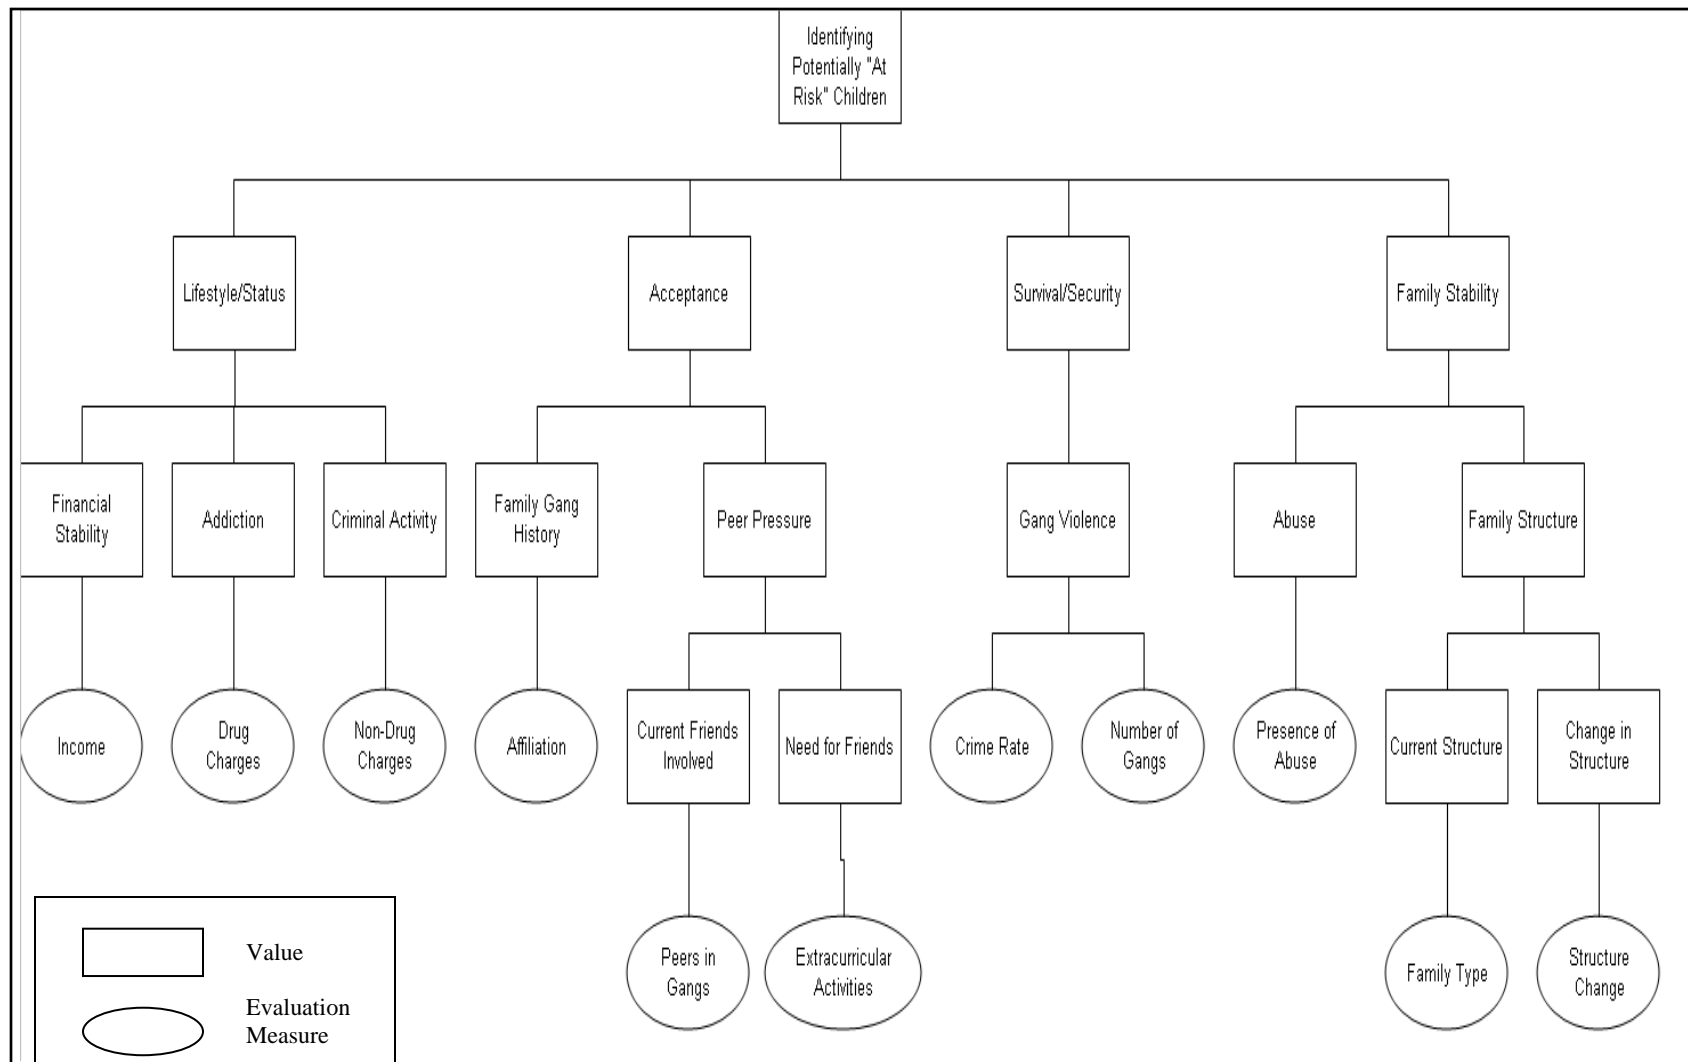 Identifying
Potentially "At
Risk" Children
Lifestyle/Status
Acceptance
Survival/Security
Family Stability
Financial
Stability
Addiction
Criminal Activity
Family Gang
History
Peer Pressure
Gang Violence
Abuse
Family Structure
Income
Drug
Charges
Non-Drug
Charges
Affiliation
Current Friends
Involved
Need for Friends
Crime Rate
Number of
Gangs
Presence of
Abuse
Current Structure
Change in
Structure
Peers in
Gangs
Extracurricular
Activities
Family Type
Structure
Change
Value
Evaluation
Measure